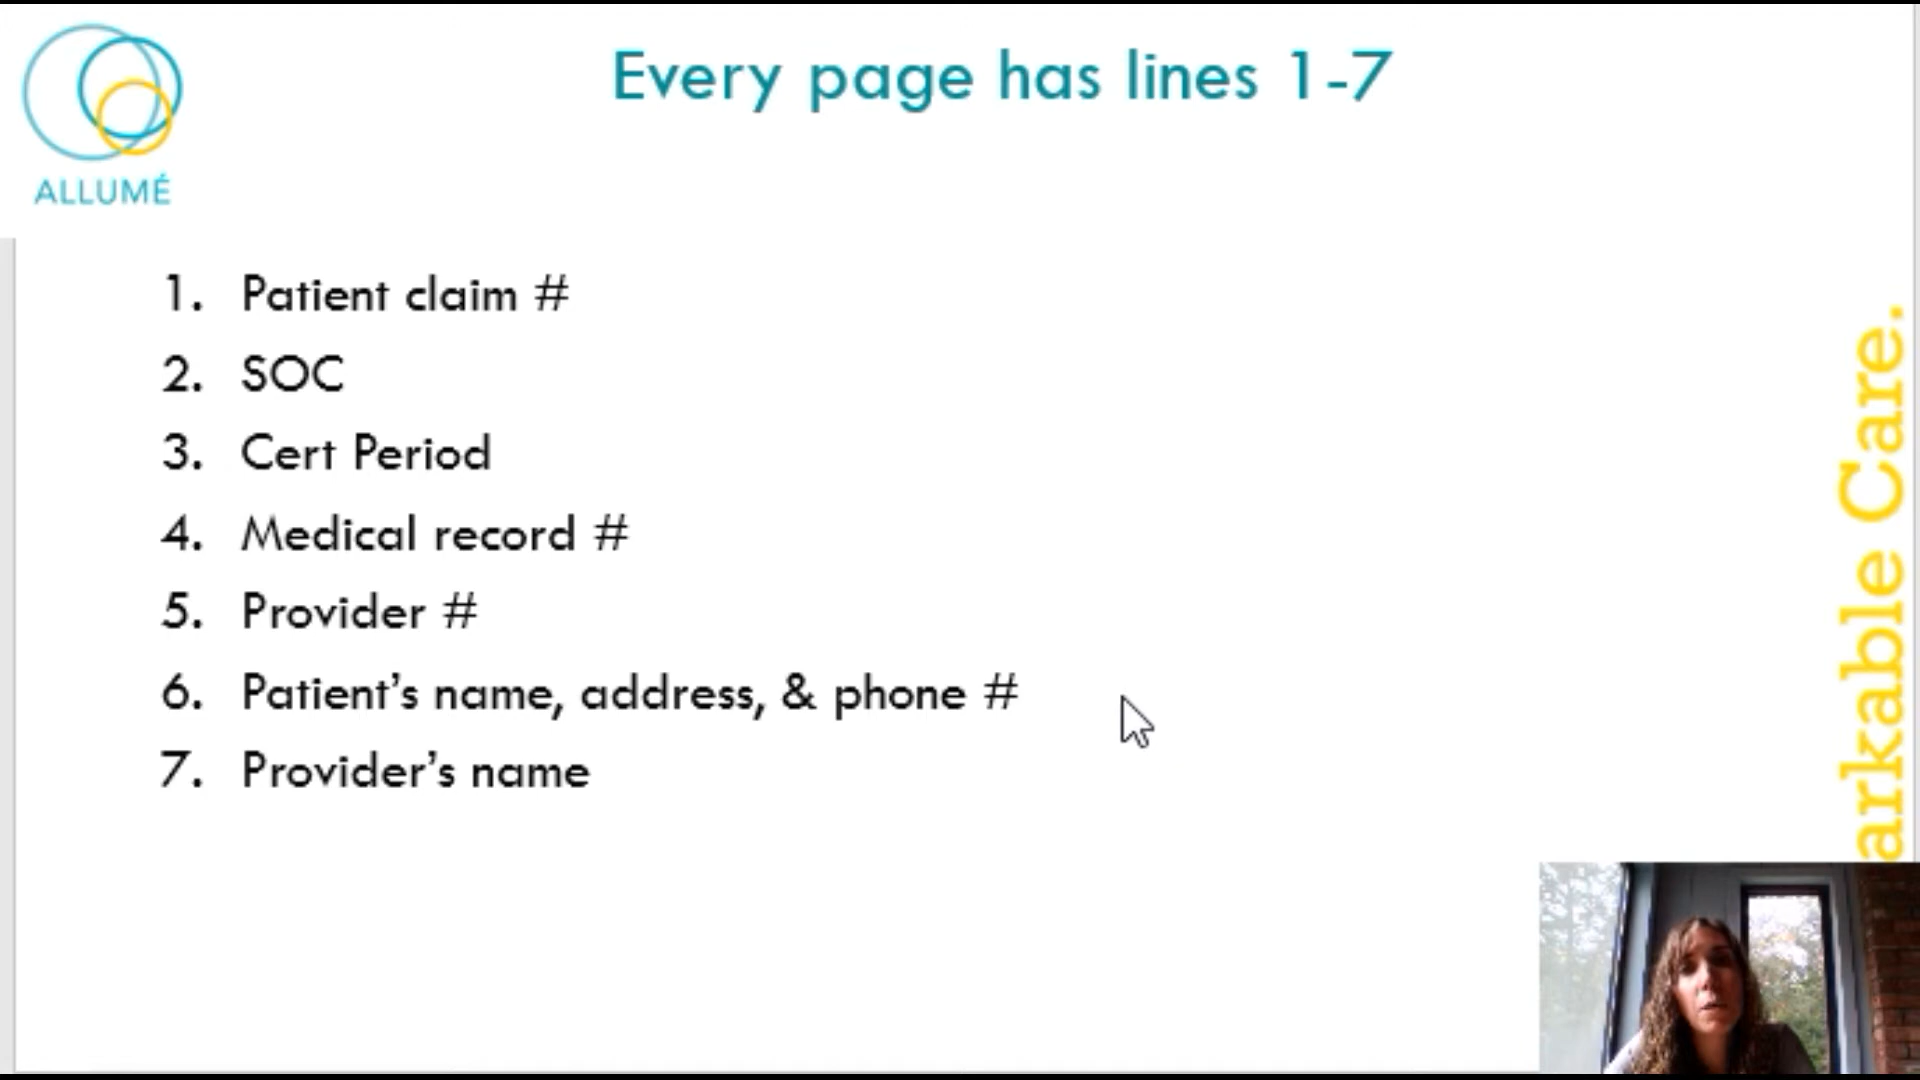 ALLUMÉ
Every page has lines 1-7
1. Patient claim #
2. SOC
3. Cert Period
4. Medical record #
5. Provider #
6. Patient’s name, address, & phone #
7. Provider’s name
arkable Care.